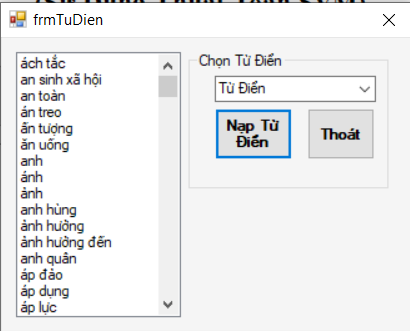 frmTuDien
ách tắc
an sinh xã hội
an toàn
án treo
ấn tượng
ăn uống
anh
ánh
ảnh
anh hùng
ảnh hưởng
ảnh hưởng đến
anh quân
áp đảo
áp dụng
áp lực
Chọn Từ Điển
Từ Điển
Nạp Từ
Điển
Thoát